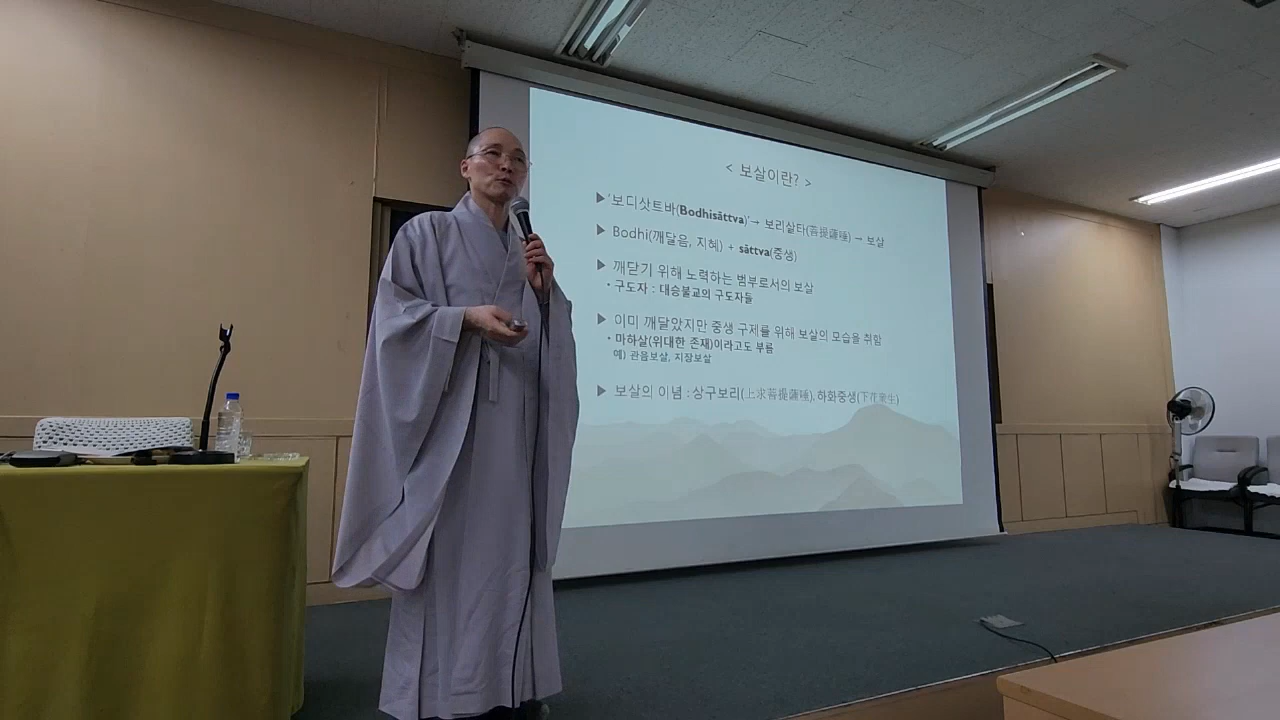 < 보살이란? >
▶ '보디삿트바(Bodhisāttva)'→ 보리살타(菩提薩埵) → 보살
▶ Bodhi(깨달음, 지혜) + sāttva(중생)
▶ 깨닫기 위해 노력하는 범부로서의 보살
• 구도자 : 대승불교의 구도자들
▶ 이미 깨달았지만 중생 구제를 위해 보살의 모습을 취함
• 마하살(위대한 존재)이라고도 부름
예) 관음보살, 지장보살
▶ 보살의 이념 : 상구보리(上求菩提薩埵), 하화중생(下花衆生)